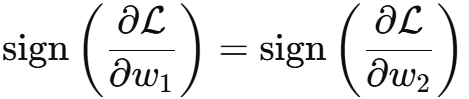 sign(∂ℒ/∂w₁) = sign(∂ℒ/∂w₂)